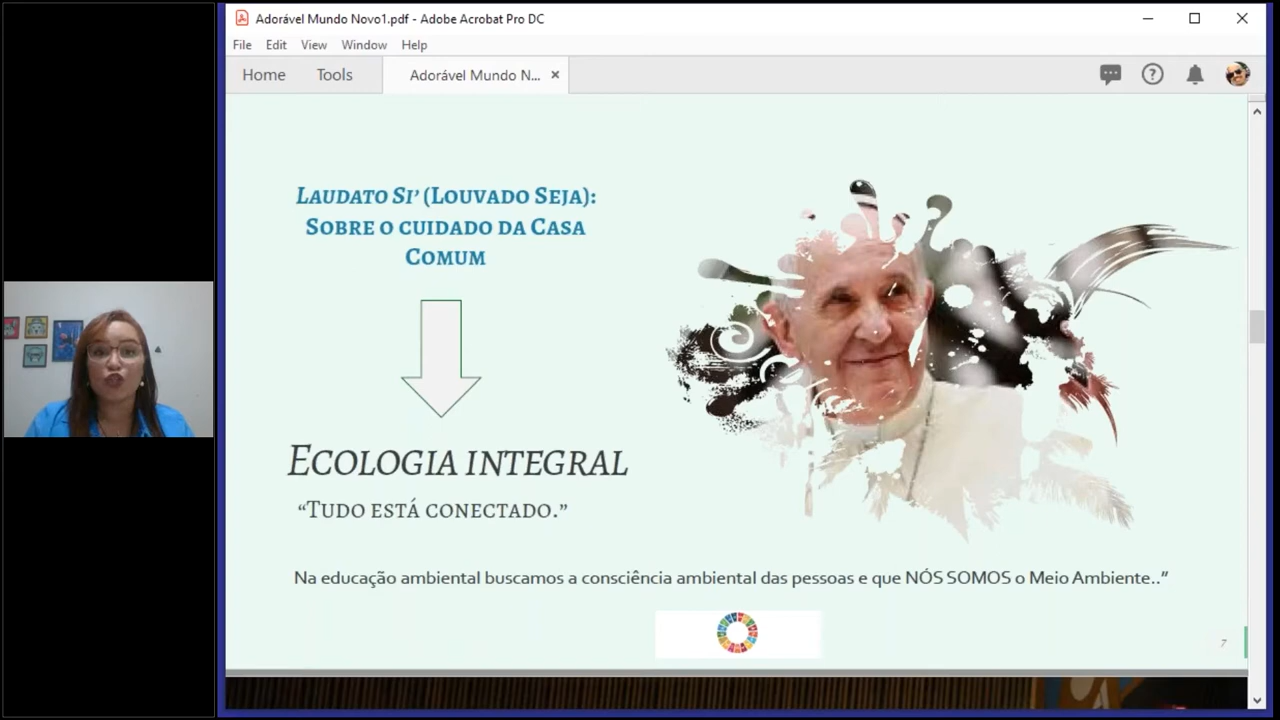 Adorável Mundo Novo1.pdf - Adobe Acrobat Pro DC
File Edit View Window Help
Home Tools Adorável Mundo N... ×
LAUDATO SI’ (LOUVADO SEJA):
SOBRE O CUIDADO DA CASA
COMUM
ECOLOGIA INTEGRAL
“TUDO ESTÁ CONECTADO.”
Na educação ambiental buscamos a consciência ambiental das pessoas e que NÓS SOMOS o Meio Ambiente..”
7